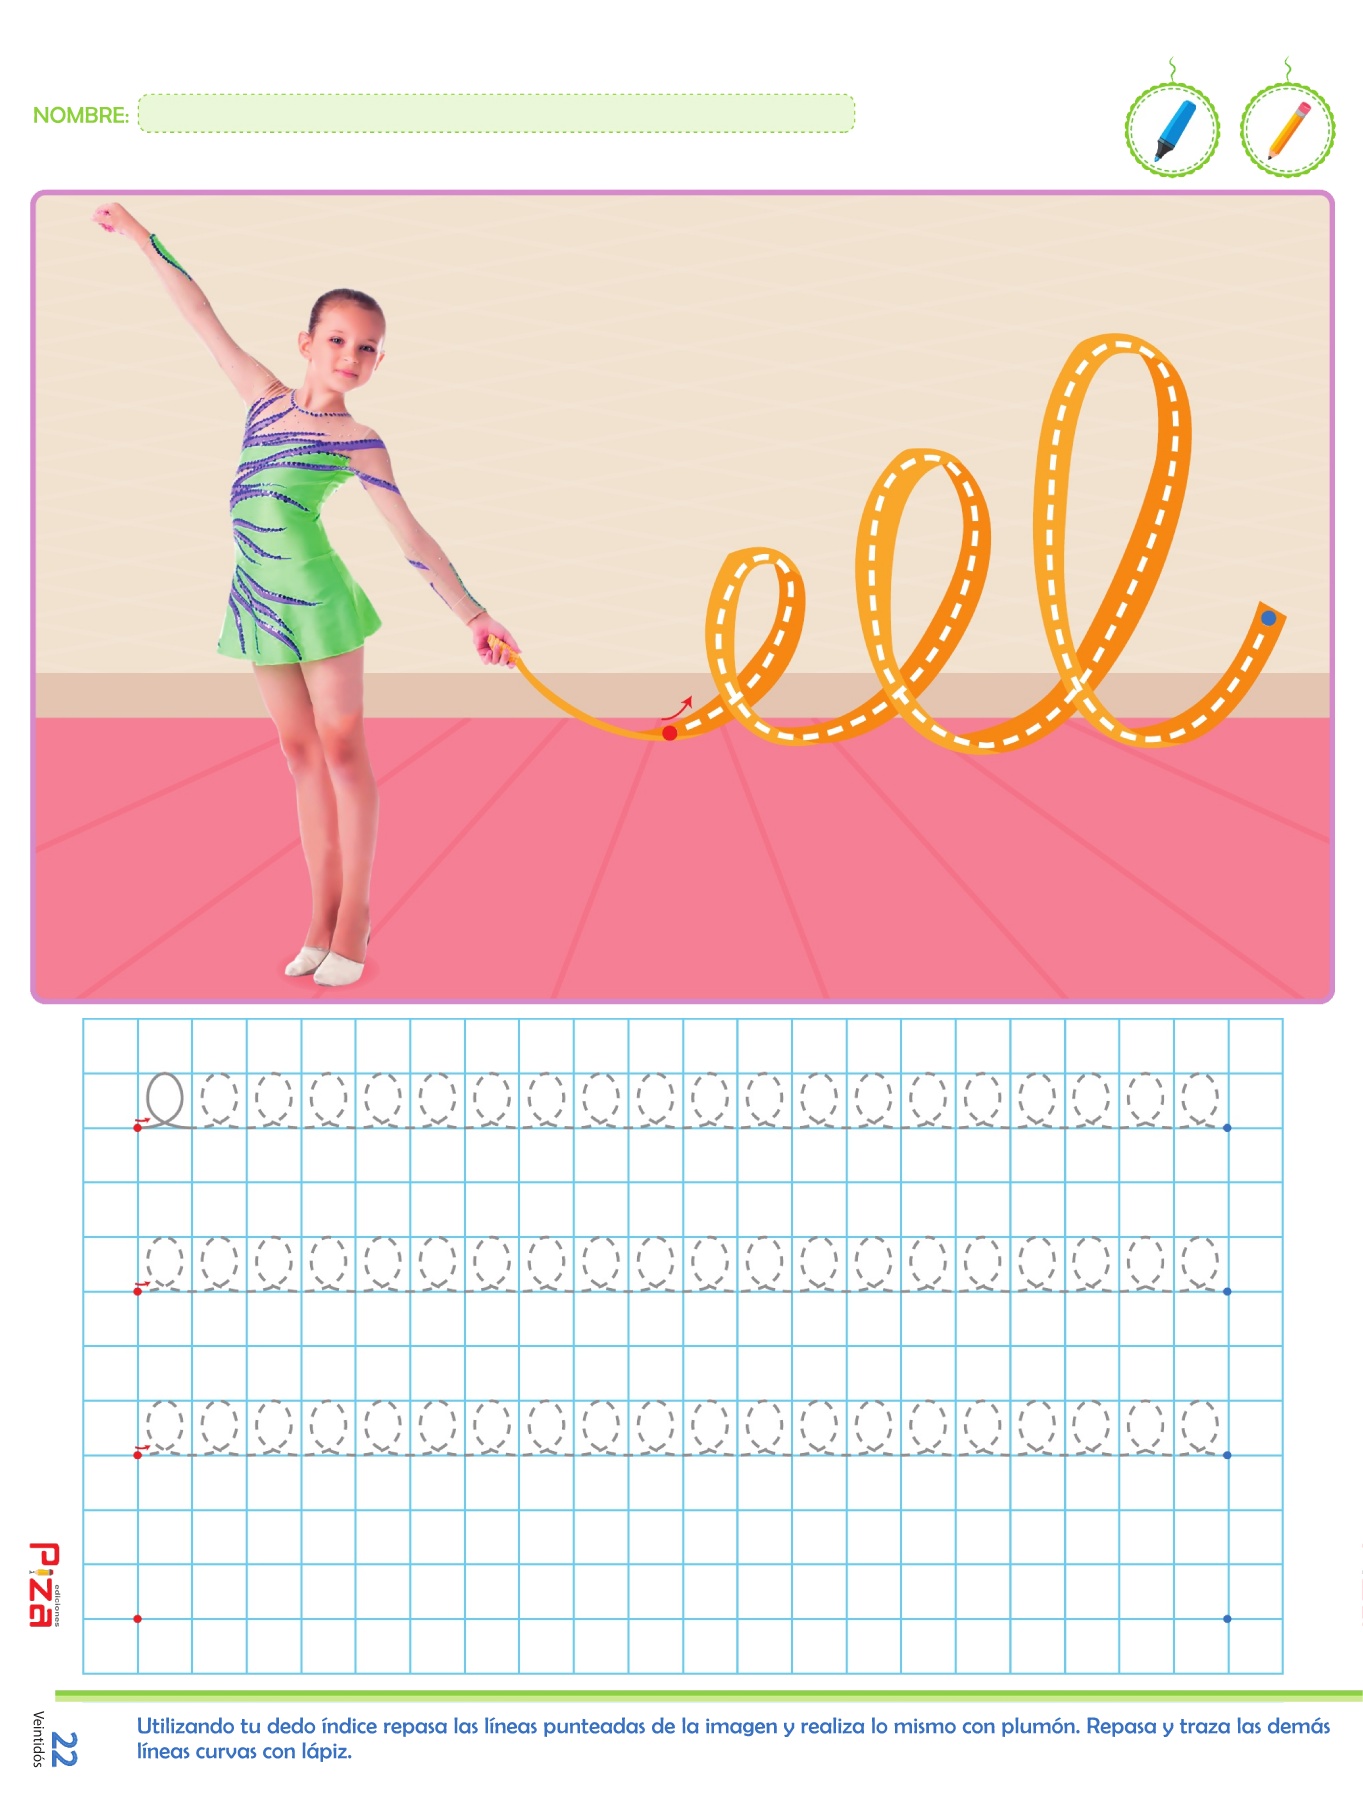 NOMBRE:
Piza
ediciones
22
Veintidós
Utilizando tu dedo índice repasa las líneas punteadas de la imagen y realiza lo mismo con plumón. Repasa y traza las demás
líneas curvas con lápiz.